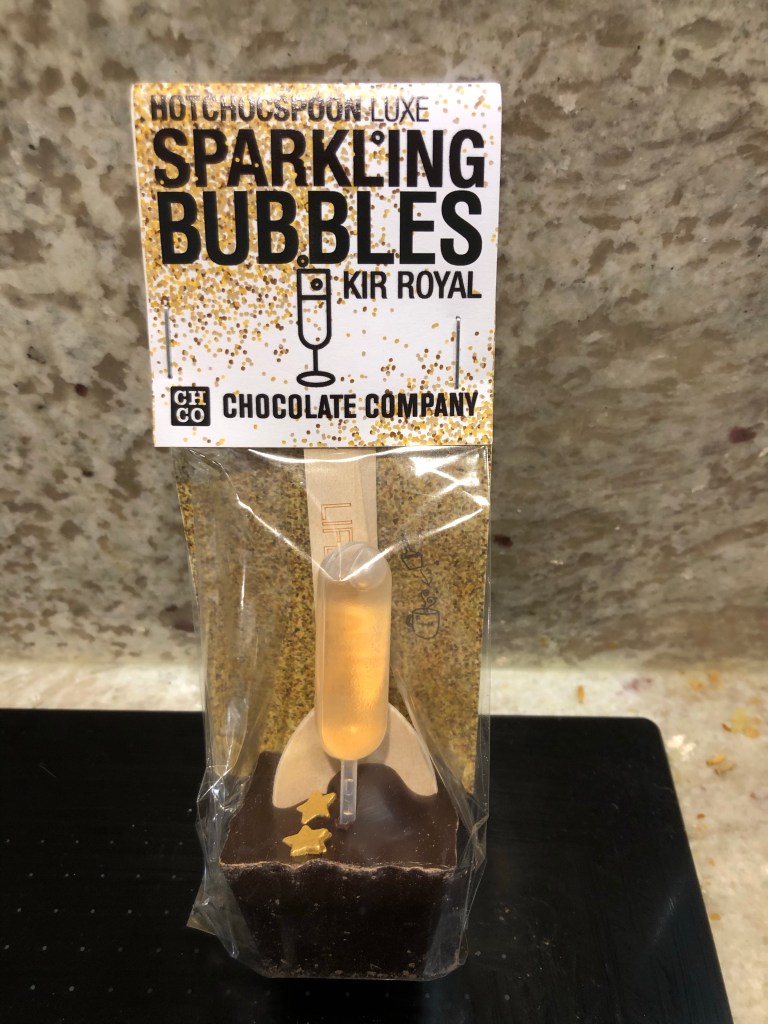 HOTCHOCSPOON LUXE
SPARKLING
BUBBLES
KIR ROYAL
CH
CO
CHOCOLATE COMPANY